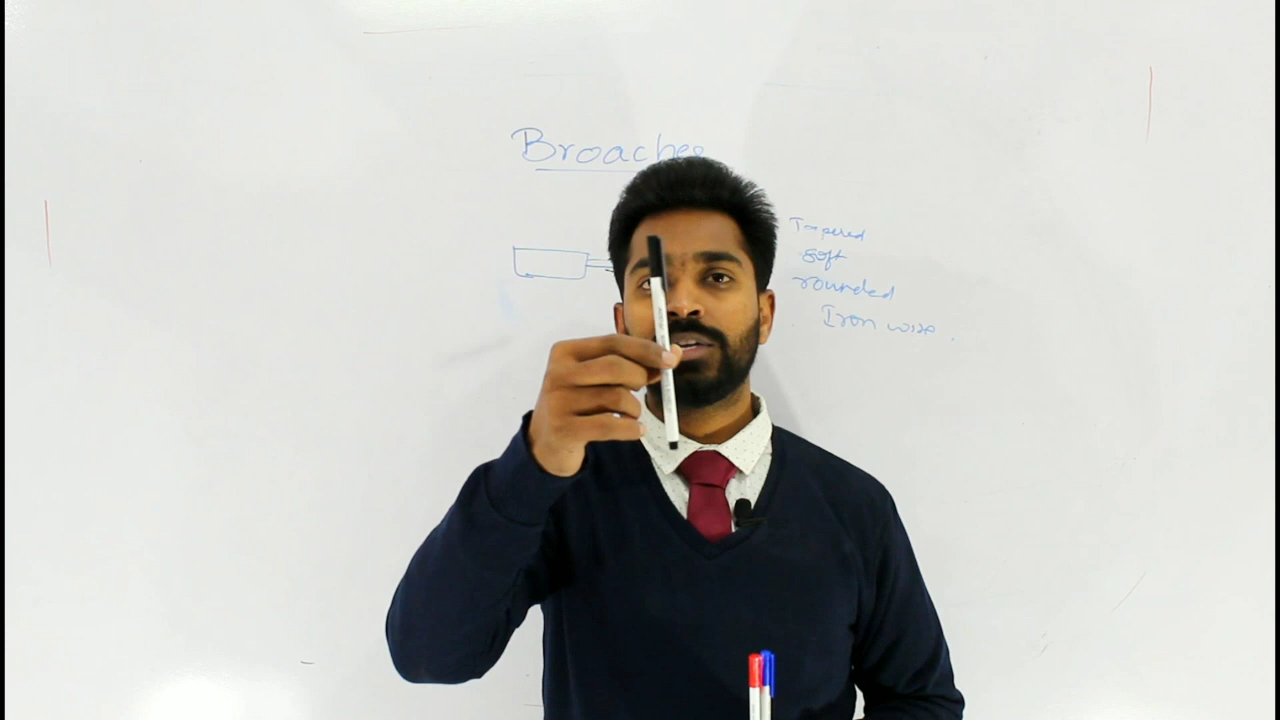 Broaches
Tapered
soft
rounded
Iron wire.